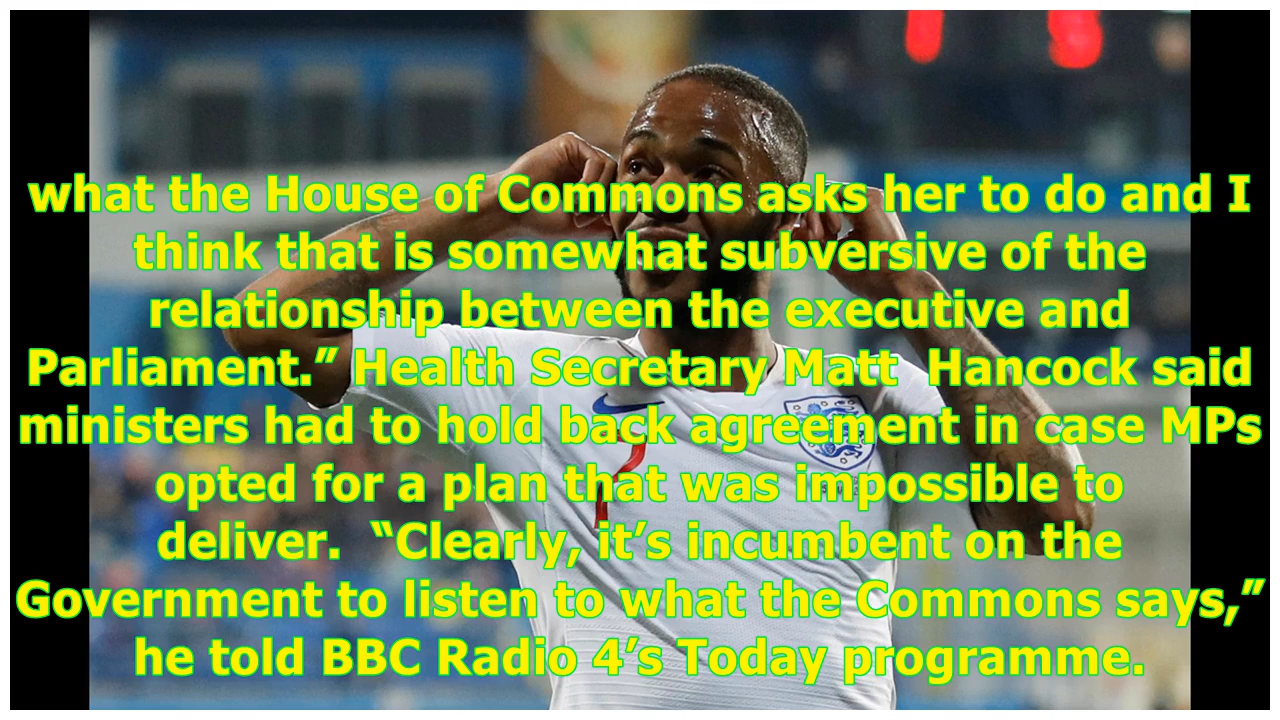 1 5
what the House of Commons asks her to do and I
think that is somewhat subversive of the
relationship between the executive and
Parliament.” Health Secretary Matt  Hancock said
ministers had to hold back agreement in case MPs
opted for a plan that was impossible to
deliver.  “Clearly, it’s incumbent on the
Government to listen to what the Commons says,”
he told BBC Radio 4’s Today programme.
7